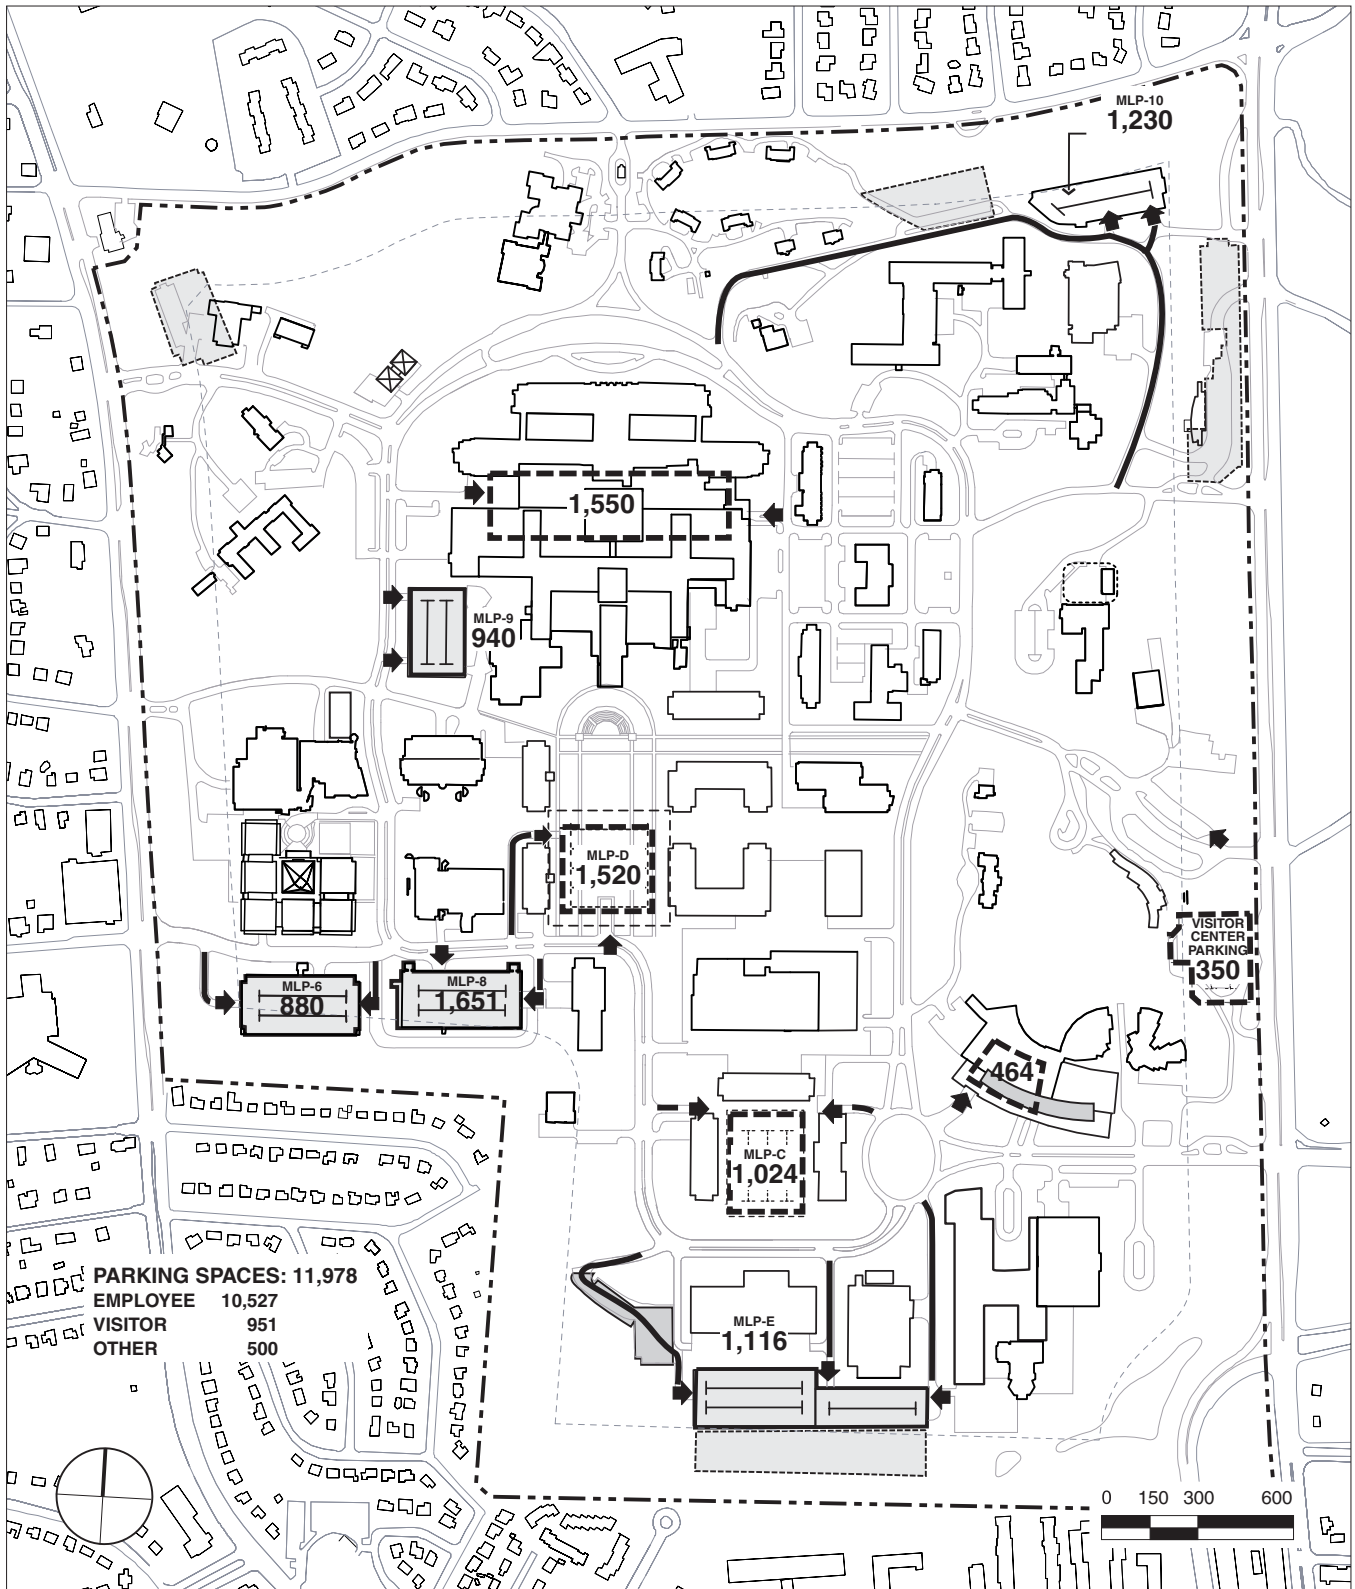 MLP-10
1,230
1,550
MLP-9
940
MLP-D
1,520
VISITOR
CENTER
PARKING
350
MLP-6
880
MLP-8
1,651
464
MLP-C
1,024
PARKING SPACES: 11,978
EMPLOYEE 10,527
VISITOR 951
OTHER 500
MLP-E
1,116
0 150 300 600